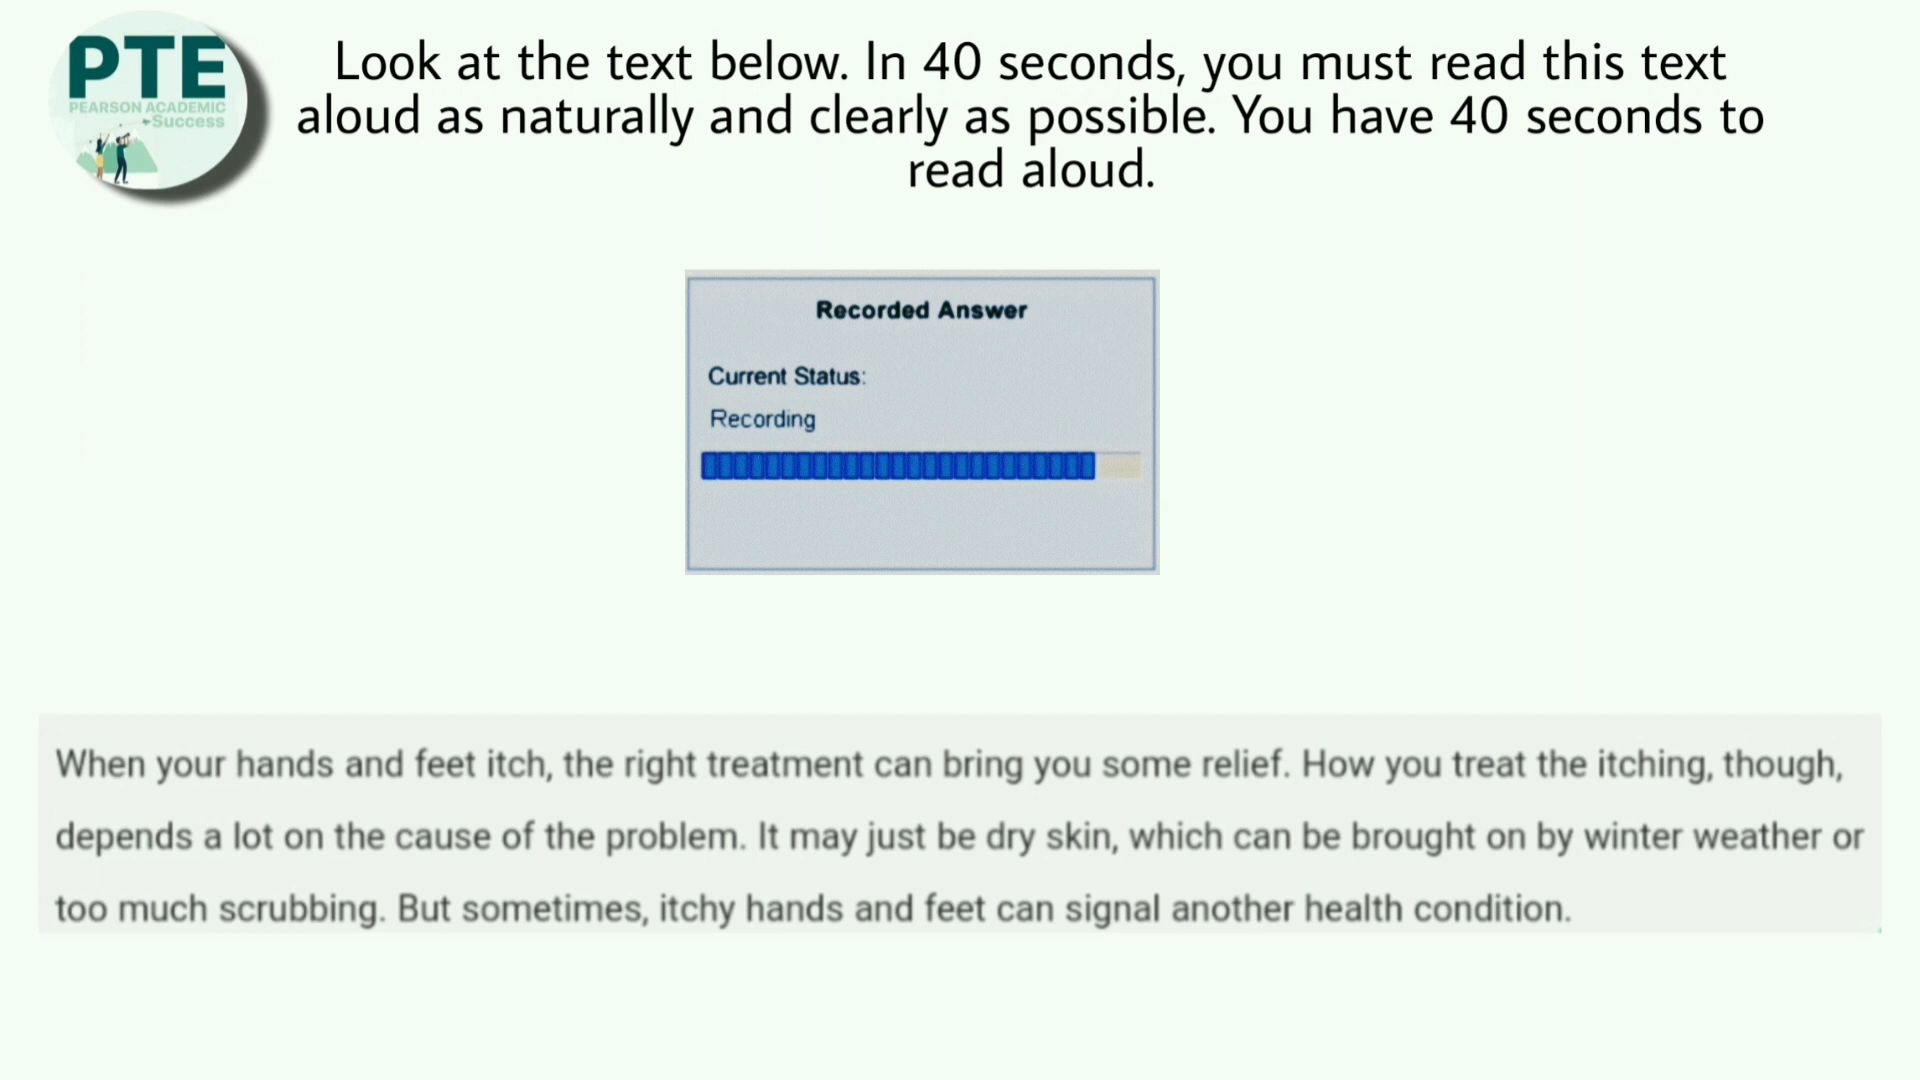 PTE
PEARSON ACADEMIC
Success
Look at the text below. In 40 seconds, you must read this text
aloud as naturally and clearly as possible. You have 40 seconds to
read aloud.
Recorded Answer
Current Status:
Recording
When your hands and feet itch, the right treatment can bring you some relief. How you treat the itching, though,
depends a lot on the cause of the problem. It may just be dry skin, which can be brought on by winter weather or
too much scrubbing. But sometimes, itchy hands and feet can signal another health condition.